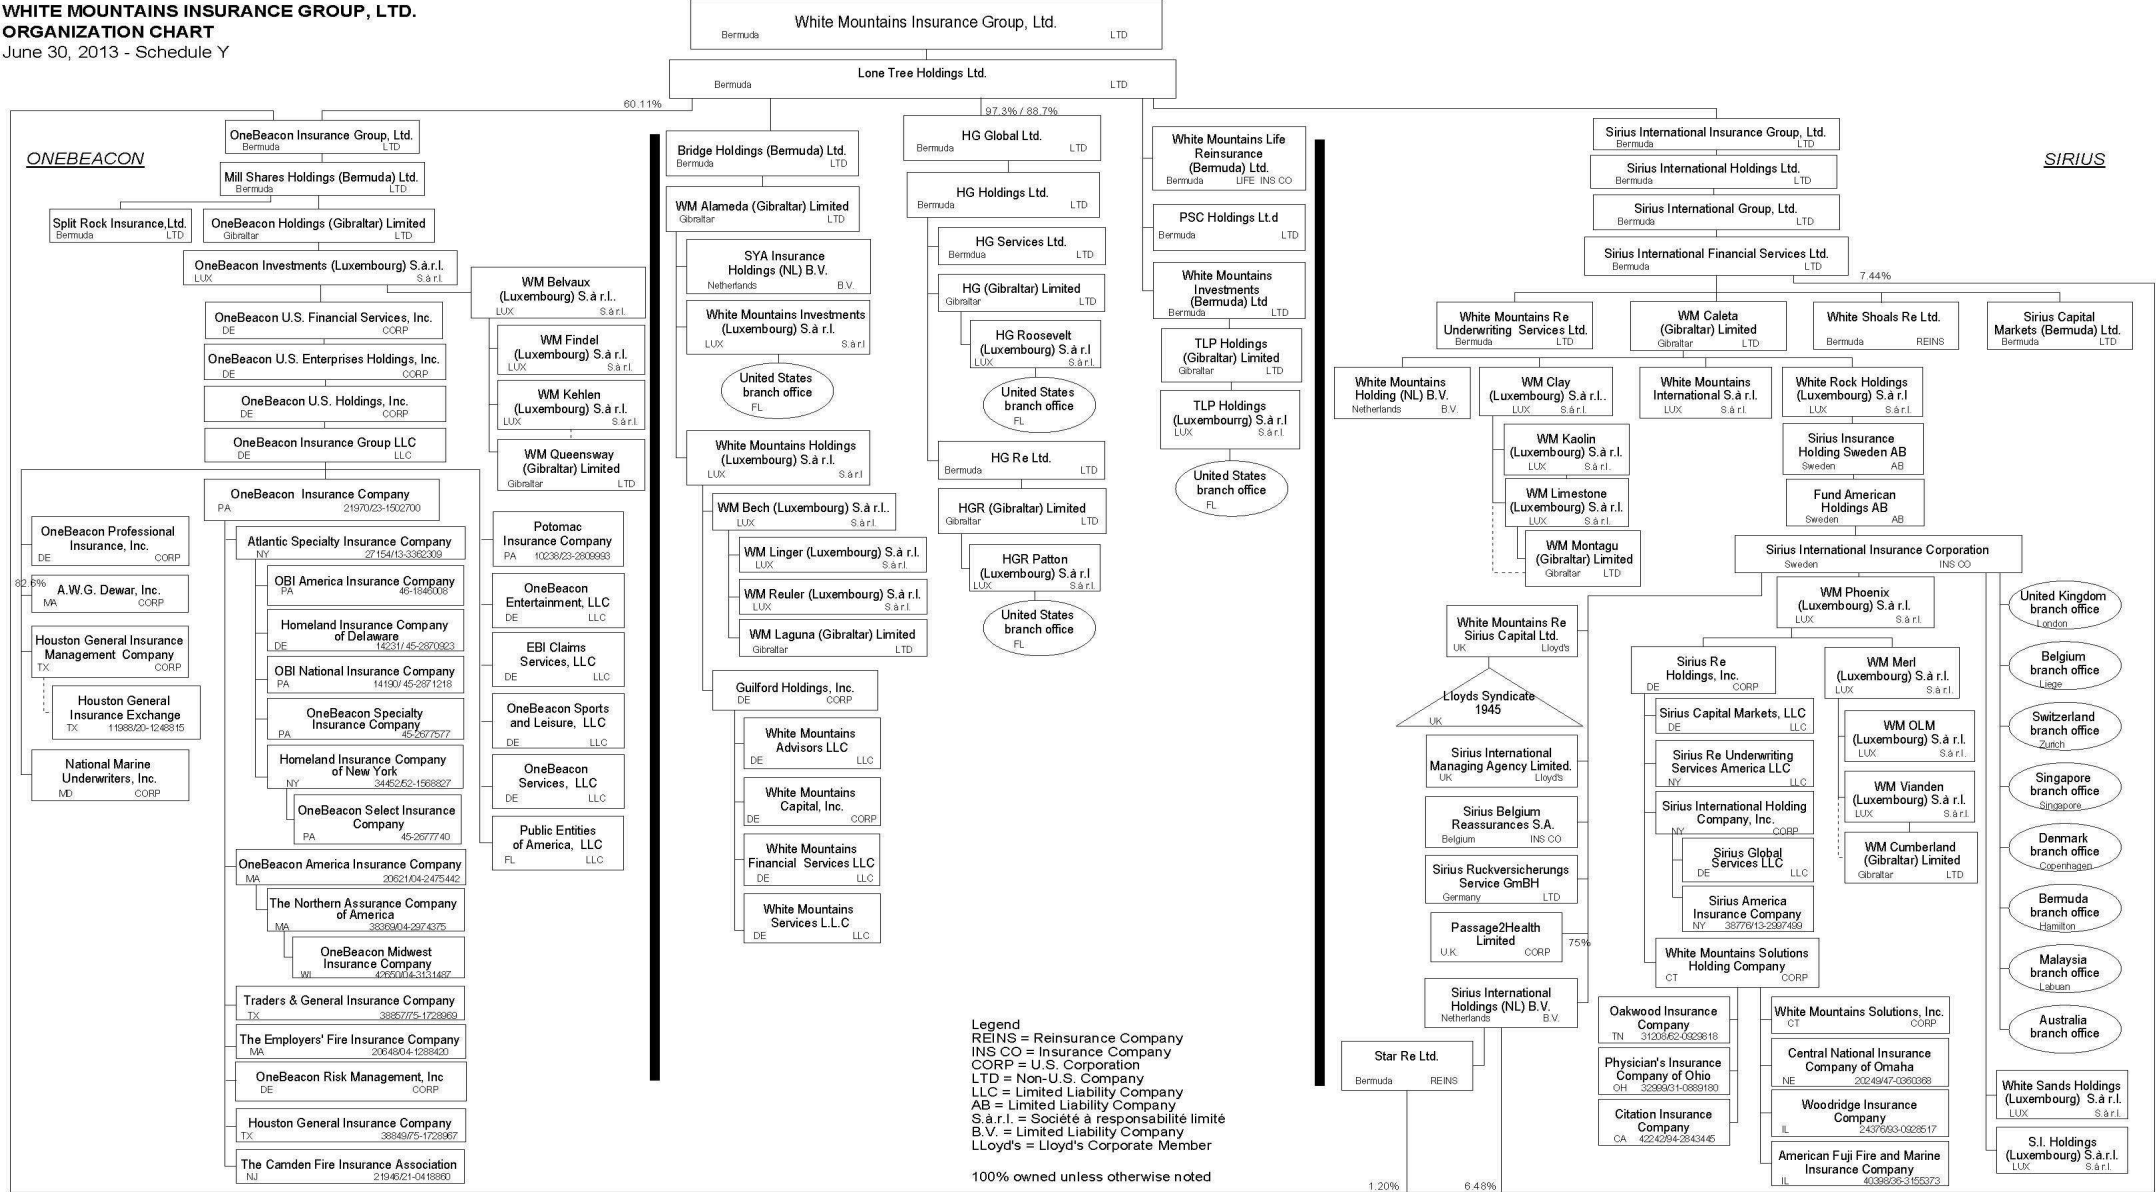 WHITE MOUNTAINS INSURANCE GROUP, LTD.
ORGANIZATION CHART
June 30, 2013 - Schedule Y
White Mountains Insurance Group, Ltd.
Bermuda LTD
Lone Tree Holdings Ltd.
Bermuda LTD
60.11%
97.3% / 88.7%
ONEBEACON
OneBeacon Insurance Group, Ltd.
Bermuda LTD
Mill Shares Holdings (Bermuda) Ltd.
Bermuda LTD
Split Rock Insurance,Ltd.
Bermuda LTD
OneBeacon Holdings (Gibraltar) Limited
Gibraltar LTD
OneBeacon Investments (Luxembourg) S.à.r.l.
LUX S.à r.l.
OneBeacon U.S. Financial Services, Inc.
DE CORP
OneBeacon U.S. Enterprises Holdings, Inc.
DE CORP
OneBeacon U.S. Holdings, Inc.
DE CORP
OneBeacon Insurance Group LLC
DE LLC
WM Belvaux
(Luxembourg) S.à r.l..
LUX S.à r.l.
WM Findel
(Luxembourg) S.à r.l.
LUX S.à r.l.
WM Kehlen
(Luxembourg) S.à r.l.
LUX S.à r.l.
WM Queensway
(Gibraltar) Limited
Gibraltar LTD
OneBeacon Professional
Insurance, Inc.
DE CORP
82.6%
A.W.G. Dewar, Inc.
MA CORP
Houston General Insurance
Management Company
TX CORP
Houston General
Insurance Exchange
TX 11988/20-1248815
National Marine
Underwriters, Inc.
MD CORP
OneBeacon Insurance Company
PA 21970/23-1502700
Atlantic Specialty Insurance Company
NY 27154/13-3362309
OBI America Insurance Company
PA 46-1846008
Homeland Insurance Company
of Delaware
DE 14231/ 45-2870923
OBI National Insurance Company
PA 14190/ 45-2871218
OneBeacon Specialty
Insurance Company
PA 45-2677577
Homeland Insurance Company
of New York
NY 34452/52-1568827
OneBeacon Select Insurance
Company
PA 45-2677740
OneBeacon America Insurance Company
MA 20621/04-2475442
The Northern Assurance Company
of America
MA 38369/04-2974375
OneBeacon Midwest
Insurance Company
WI 42650/04-3131487
Traders & General Insurance Company
TX 38857/75-1728969
The Employers' Fire Insurance Company
MA 20648/04-1288420
OneBeacon Risk Management, Inc
DE CORP
Houston General Insurance Company
TX 38849/75-1728967
The Camden Fire Insurance Association
NJ 21946/21-0418860
Potomac
Insurance Company
PA 10238/23-2809993
OneBeacon
Entertainment, LLC
DE LLC
EBI Claims
Services, LLC
DE LLC
OneBeacon Sports
and Leisure, LLC
DE LLC
OneBeacon
Services, LLC
DE LLC
Public Entities
of America, LLC
FL LLC
Bridge Holdings (Bermuda) Ltd.
Bermuda LTD
WM Alameda (Gibraltar) Limited
Gibraltar LTD
SYA Insurance
Holdings (NL) B.V.
Netherlands B.V.
White Mountains Investments
(Luxembourg) S.à r.l.
LUX S.à r.l
United States
branch office
FL
White Mountains Holdings
(Luxembourg) S.à r.l.
LUX S.à r.l
WM Bech (Luxembourg) S.à r.l..
LUX S.à r.l.
WM Linger (Luxembourg) S.à r.l.
LUX S.à r.l.
WM Reuler (Luxembourg) S.à r.l.
LUX S.à r.l.
WM Laguna (Gibraltar) Limited
Gibraltar LTD
Guilford Holdings, Inc.
DE CORP
White Mountains
Advisors LLC
DE LLC
White Mountains
Capital, Inc.
DE CORP
White Mountains
Financial Services LLC
DE LLC
White Mountains
Services L.L.C
DE LLC
HG Global Ltd.
Bermuda LTD
HG Holdings Ltd.
Bermuda LTD
HG Services Ltd.
Bermdua LTD
HG (Gibraltar) Limited
Gibraltar LTD
HG Roosevelt
(Luxembourg) S.à r.l
LUX S.à r.l.
United States
branch office
FL
HG Re Ltd.
Bermuda LTD
HGR (Gibraltar) Limited
Gibraltar LTD
HGR Patton
(Luxembourg) S.à r.l
LUX S.à r.l.
United States
branch office
FL
White Mountains Life
Reinsurance
(Bermuda) Ltd.
Bermuda LIFE INS CO
PSC Holdings Lt.d
Bermuda LTD
White Mountains
Investments
(Bermuda) Ltd
Bermuda LTD
TLP Holdings
(Gibraltar) Limited
Gibraltar LTD
TLP Holdings
(Luxembourg) S.à r.l
LUX S.à r.l.
United States
branch office
FL
Legend
REINS = Reinsurance Company
INS CO = Insurance Company
CORP = U.S. Corporation
LTD = Non-U.S. Company
LLC = Limited Liability Company
AB = Limited Liability Company
S.à.r.l. = Société à responsabilité limité
B.V. = Limited Liability Company
LLoyd's = Lloyd's Corporate Member
100% owned unless otherwise noted
SIRIUS
Sirius International Insurance Group, Ltd.
Bermuda LTD
Sirius International Holdings Ltd.
Bermuda LTD
Sirius International Group, Ltd.
Bermuda LTD
Sirius International Financial Services Ltd.
Bermuda LTD
7.44%
White Mountains Re
Underwriting Services Ltd.
Bermuda LTD
WM Caleta
(Gibraltar) Limited
Gibraltar LTD
White Shoals Re Ltd.
Bermuda REINS
Sirius Capital
Markets (Bermuda) Ltd.
Bermuda LTD
White Mountains
Holding (NL) B.V.
Netherlands B.V.
WM Clay
(Luxembourg) S.à r.l..
LUX S.à r.l.
White Mountains
International S.à r.l.
LUX S.à r.l.
White Rock Holdings
(Luxembourg) S.à r.l
LUX S.à r.l.
WM Kaolin
(Luxembourg) S.à r.l.
LUX S.à r.l.
WM Limestone
(Luxembourg) S.à r.l.
LUX S.à r.l.
WM Montagu
(Gibraltar) Limited
Gibraltar LTD
Sirius Insurance
Holding Sweden AB
Sweden AB
Fund American
Holdings AB
Sweden AB
Sirius International Insurance Corporation
Sweden INS CO
White Mountains Re
Sirius Capital Ltd.
UK Lloyd's
Lloyds Syndicate
1945
UK
Sirius International
Managing Agency Limited.
UK Lloyd's
Sirius Belgium
Reassurances S.A.
Belgium INS CO
Sirius Ruckversicherungs
Service GmBH
Germany LTD
Passage2Health
Limited
U.K. CORP
75%
Sirius International
Holdings (NL) B.V.
Netherlands B.V.
Star Re Ltd.
Bermuda REINS
1.20%
6.48%
WM Phoenix
(Luxembourg) S.à r.l.
LUX S.à r.l.
Sirius Re
Holdings, Inc.
DE CORP
Sirius Capital Markets, LLC
DE LLC
Sirius Re Underwriting
Services America LLC
NY LLC
Sirius International Holding
Company, Inc.
NY CORP
Sirius Global
Services LLC
DE LLC
Sirius America
Insurance Company
NY 38776/13-2997499
White Mountains Solutions
Holding Company
CT CORP
Oakwood Insurance
Company
TN 31208/62-0929818
Physician's Insurance
Company of Ohio
OH 32999/31-0889180
Citation Insurance
Company
CA 42242/94-2843445
White Mountains Solutions, Inc.
CT CORP
Central National Insurance
Company of Omaha
NE 20249/47-0360368
Woodridge Insurance
Company
IL 24376/93-0928517
American Fuji Fire and Marine
Insurance Company
IL 40398/36-3155373
WM Merl
(Luxembourg) S.à r.l.
LUX S.à r.l.
WM OLM
(Luxembourg) S.à r.l.
LUX S.à r.l.
WM Vianden
(Luxembourg) S.à r.l.
LUX S.à r.l.
WM Cumberland
(Gibraltar) Limited
Gibraltar LTD
United Kingdom
branch office
London
Belgium
branch office
Liege
Switzerland
branch office
Zurich
Singapore
branch office
Singapore
Denmark
branch office
Copenhagen
Bermuda
branch office
Hamilton
Malaysia
branch office
Labuan
Australia
branch office
White Sands Holdings
(Luxembourg) S.à r.l.
LUX S.à r.l.
S.I. Holdings
(Luxembourg) S.à.r.l.
LUX S.à r.l.